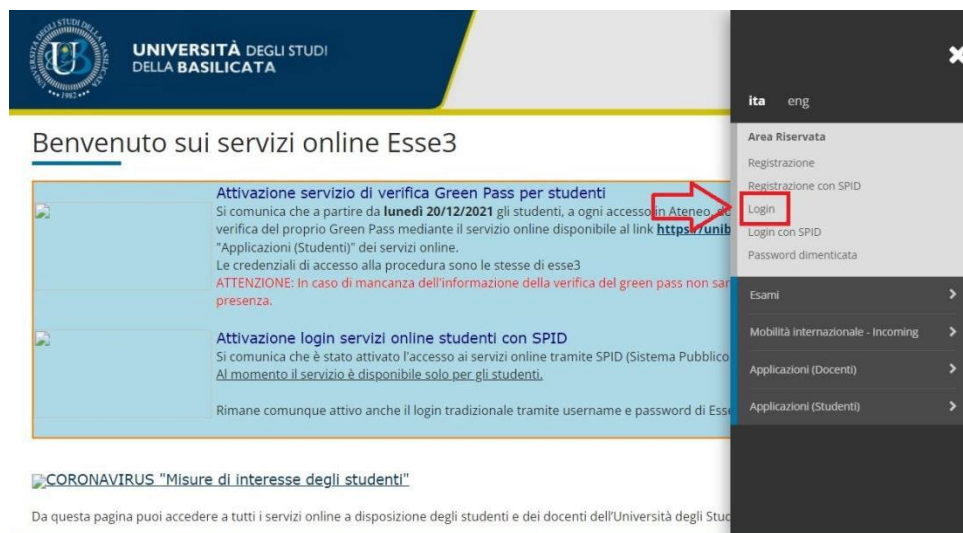 UNIVERSITÀ DEGLI STUDI
DELLA BASILICATA
Benvenuto sui servizi online Esse3
Attivazione servizio di verifica Green Pass per studenti
Si comunica che a partire da lunedì 20/12/2021 gli studenti, a ogni accesso in Ateneo,
verifica del proprio Green Pass mediante il servizio online disponibile al link https://unib
"Applicazioni (Studenti)" dei servizi online.
Le credenziali di accesso alla procedura sono le stesse di esse3
ATTENZIONE: In caso di mancanza dell'informazione della verifica del green pass non sar
presenza.
Attivazione login servizi online studenti con SPID
Si comunica che è stato attivato l'accesso ai servizi online tramite SPID (Sistema Pubblico
Al momento il servizio è disponibile solo per gli studenti.
Rimane comunque attivo anche il login tradizionale tramite username e password di Esse
CORONAVIRUS "Misure di interesse degli studenti"
Da questa pagina puoi accedere a tutti i servizi online a disposizione degli studenti e dei docenti dell'Università degli Stud
ita eng
Area Riservata
Registrazione
Registrazione con SPID
Login
Login con SPID
Password dimenticata
Esami
Mobilità internazionale - Incoming
Applicazioni (Docenti)
Applicazioni (Studenti)